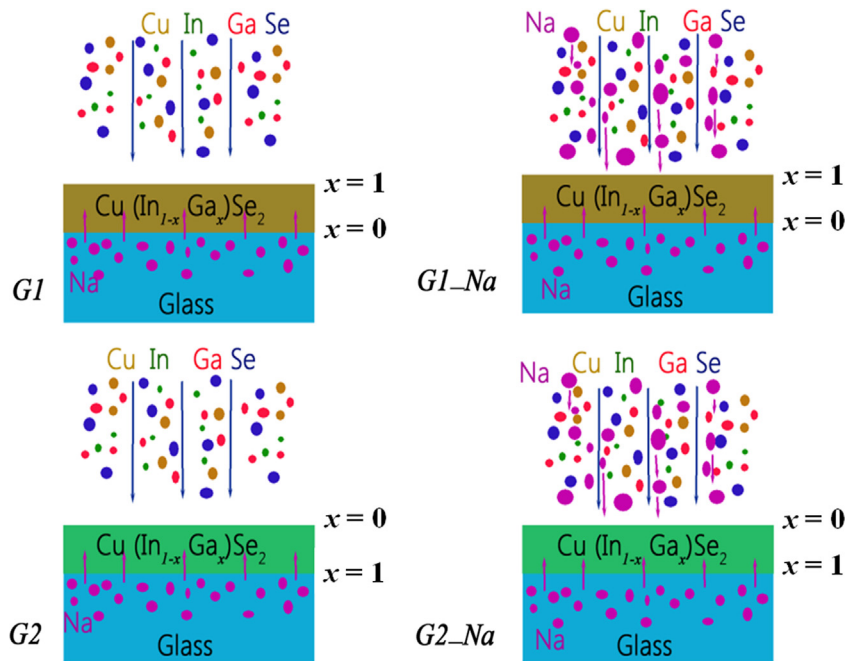 Cu In Ga Se
x = 1
Cu (In1-x Gax)Se2
x = 0
Na
G1
Glass
Na Cu In Ga Se
x = 1
Cu (In1-x Gax)Se2
x = 0
G1_Na
Na
Glass
Cu In Ga Se
x = 0
Cu (In1-x Gax)Se2
x = 1
Na
G2
Glass
Na Cu In Ga Se
x = 0
Cu (In1-x Gax)Se2
x = 1
G2_Na
Na
Glass